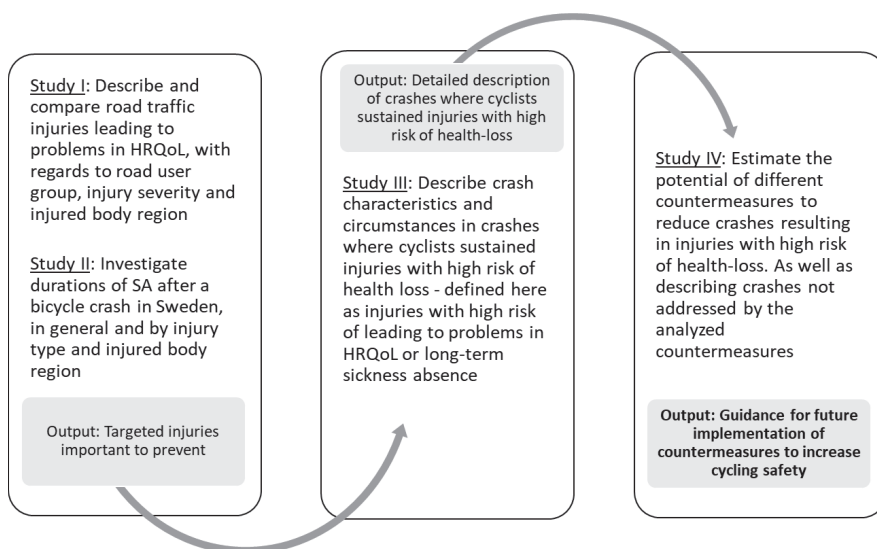 Study I: Describe and
compare road traffic
injuries leading to
problems in HRQoL, with
regards to road user
group, injury severity and
injured body region
Study II: Investigate
durations of SA after a
bicycle crash in Sweden,
in general and by injury
type and injured body
region
Output: Targeted injuries
important to prevent
Output: Detailed description
of crashes where cyclists
sustained injuries with high
risk of health-loss
Study III: Describe crash
characteristics and
circumstances in crashes
where cyclists sustained
injuries with high risk of
health loss - defined here
as injuries with high risk
of leading to problems in
HRQoL or long-term
sickness absence
Study IV: Estimate the
potential of different
countermeasures to
reduce crashes resulting
in injuries with high risk
of health-loss. As well as
describing crashes not
addressed by the
analyzed
countermeasures
Output: Guidance for future
implementation of
countermeasures to increase
cycling safety